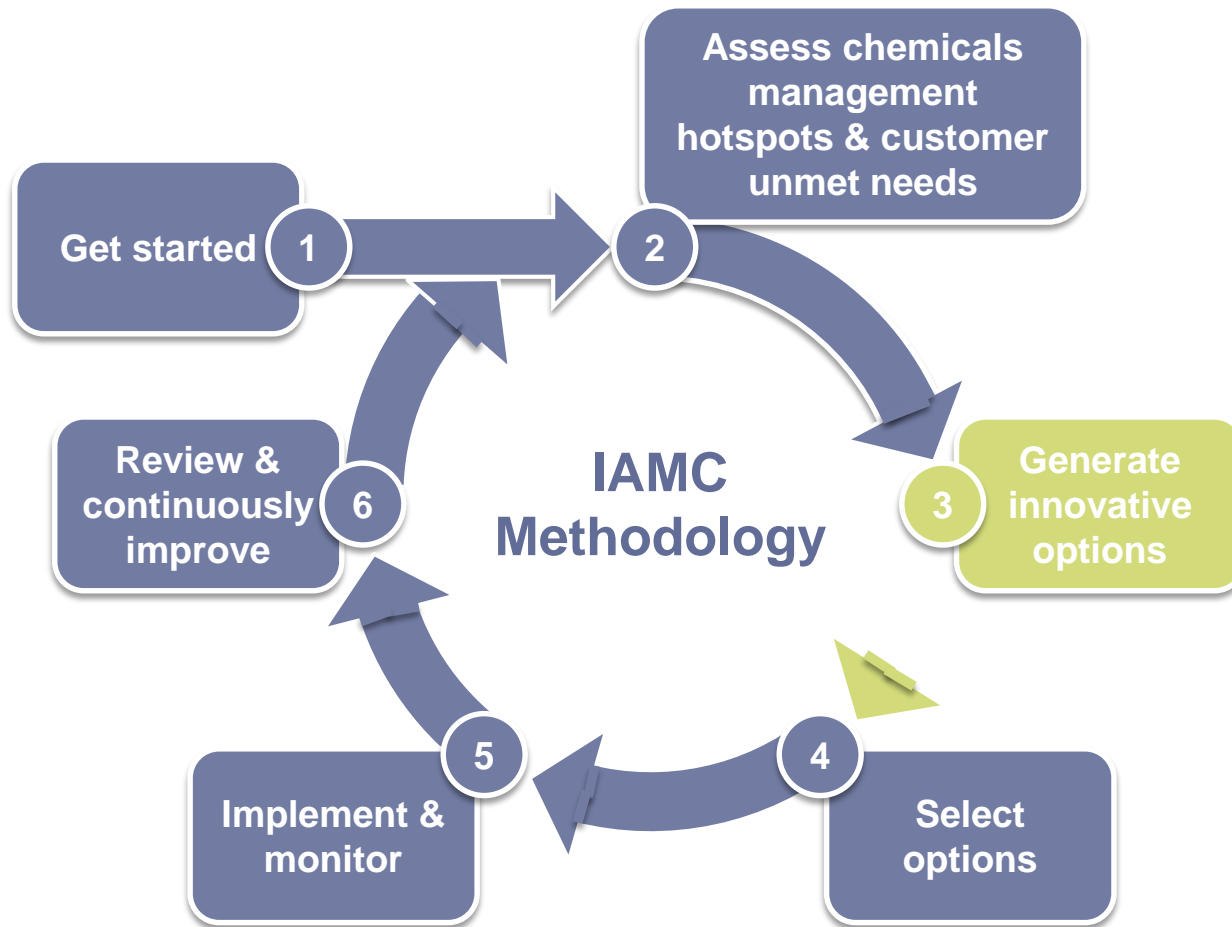 Get started
1
2
Assess chemicals
management
hotspots & customer
unmet needs
3
Generate
innovative
options
4
Select
options
5
Implement &
monitor
6
Review &
continuously
improve
IAMC
Methodology